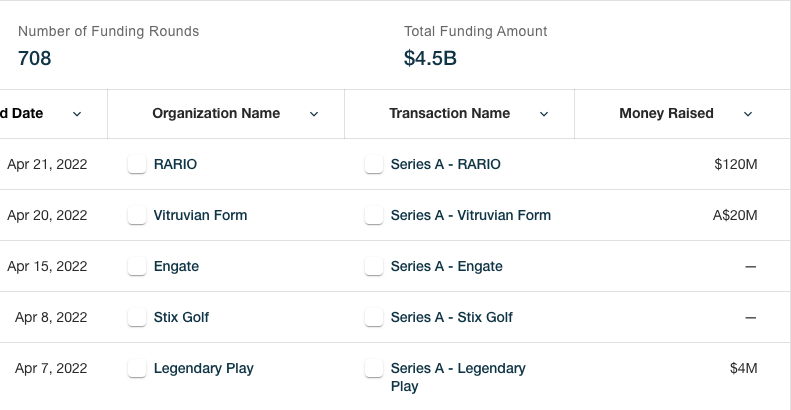 Number of Funding Rounds Total Funding Amount
708 $4.5B
d Date Organization Name Transaction Name Money Raised
Apr 21, 2022 RARIO Series A - RARIO $120M
Apr 20, 2022 Vitruvian Form Series A - Vitruvian Form A$20M
Apr 15, 2022 Engate Series A - Engate —
Apr 8, 2022 Stix Golf Series A - Stix Golf —
Apr 7, 2022 Legendary Play Series A - Legendary $4M
Play